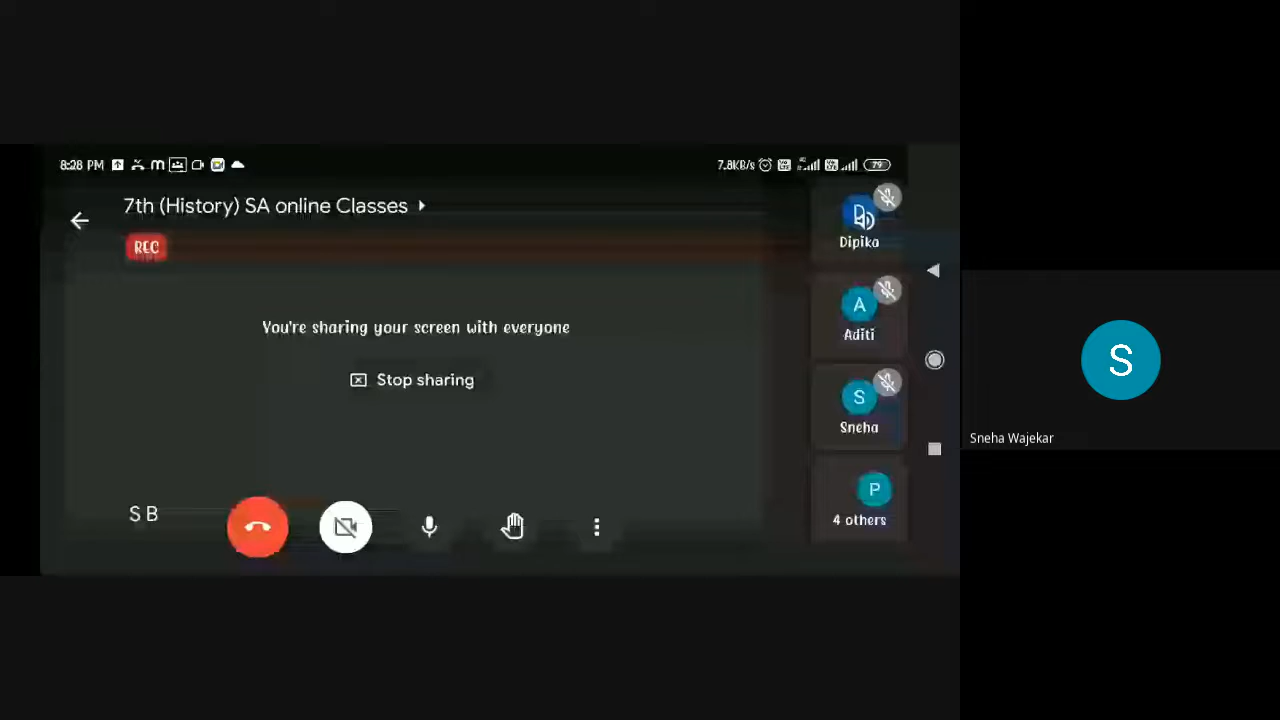 8:28 PM
7.8KB/s
79
7th (History) SA online Classes
REC
You're sharing your screen with everyone
Stop sharing
S B
Dipika
A
Aditi
S
Sneha
P
4 others
S
Sneha Wajekar